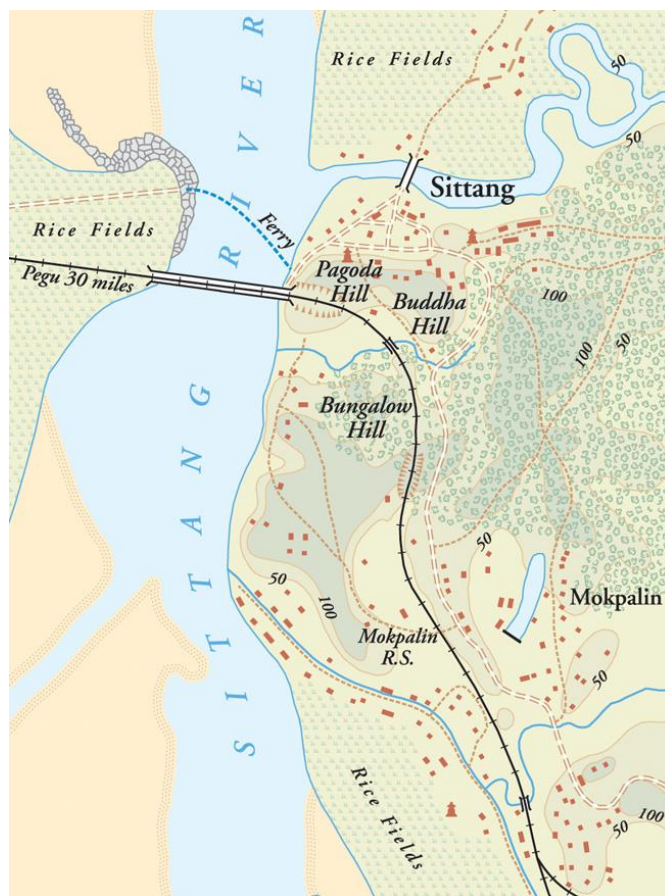 Rice Fields
50
50
SITTANG RIVER
Sittang
Ferry
Rice Fields
Pegu 30 miles
Pagoda
Hill
Buddha
Hill
100
100
50
Bungalow
Hill
50
Mokpalin
50
100
Mokpalin
R.S.
50
Rice Fields
50
100